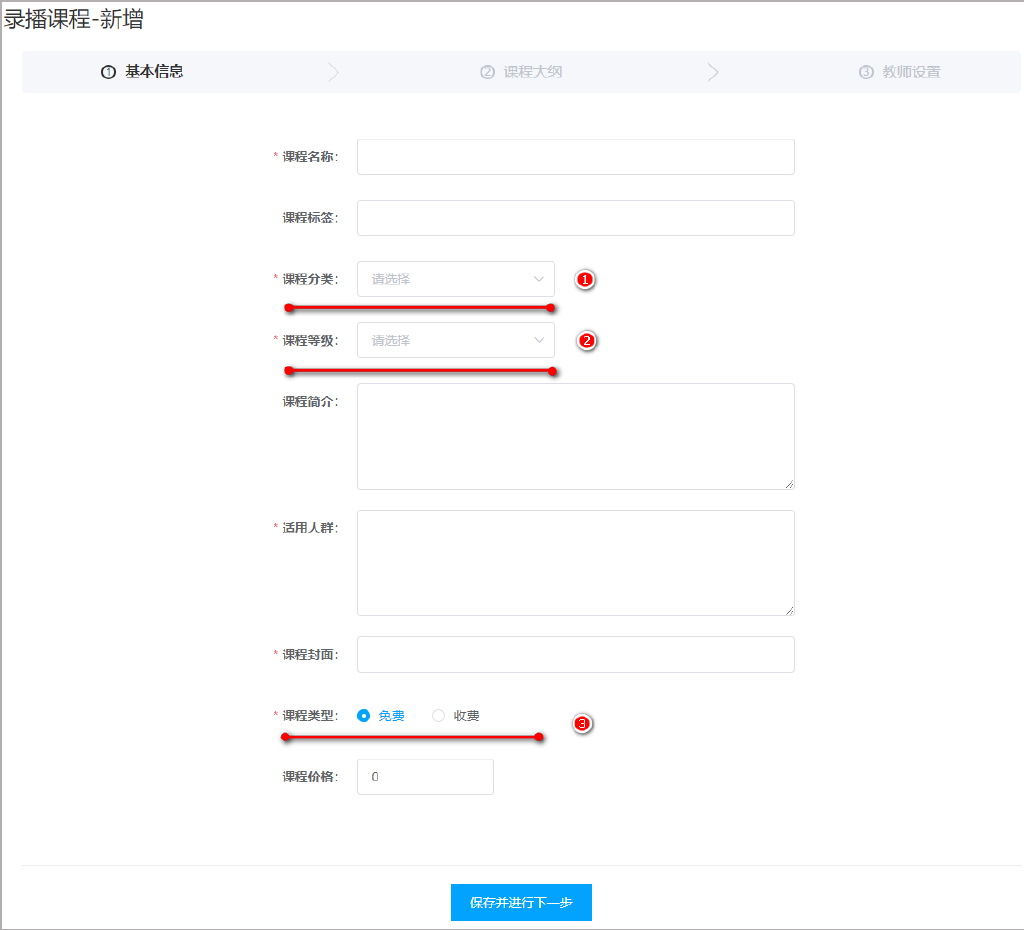 录播课程-新增
① 基本信息
② 课程大纲
③ 教师设置
* 课程名称:
课程标签:
* 课程分类: 请选择 1
* 课程等级: 请选择 2
课程简介:
* 适用人群:
* 课程封面:
* 课程类型: 免费 收费 3
课程价格: 0
保存并进行下一步